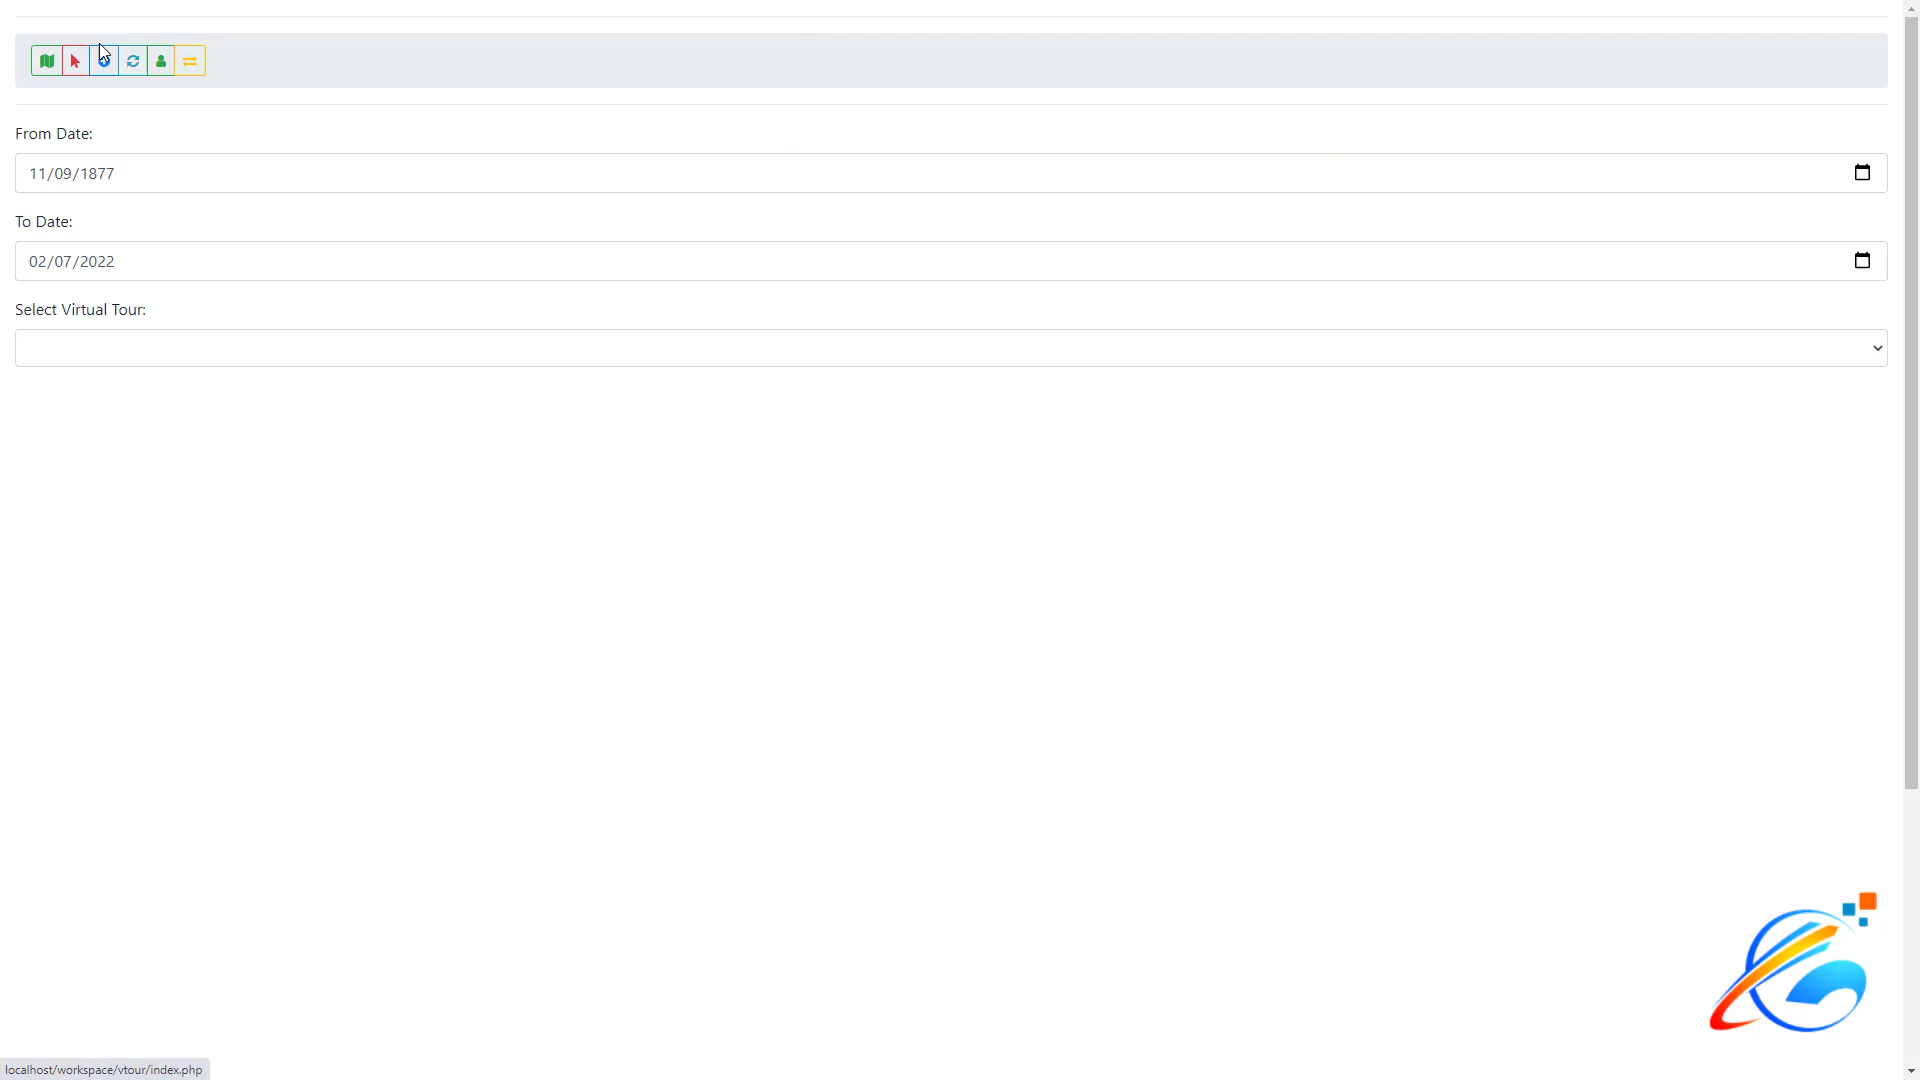 From Date:
11/09/1877
To Date:
02/07/2022
Select Virtual Tour:
localhost/workspace/vtour/index.php